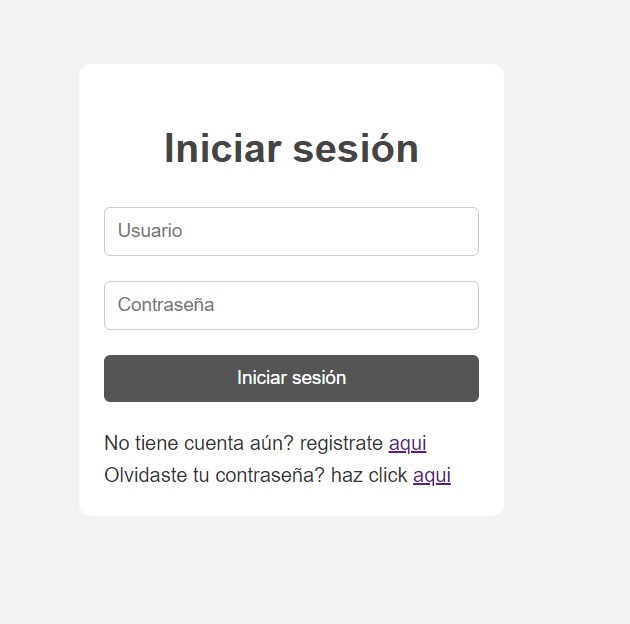 Iniciar sesión
Usuario
Contraseña
Iniciar sesión
No tiene cuenta aún? registrate aqui
Olvidaste tu contraseña? haz click aqui